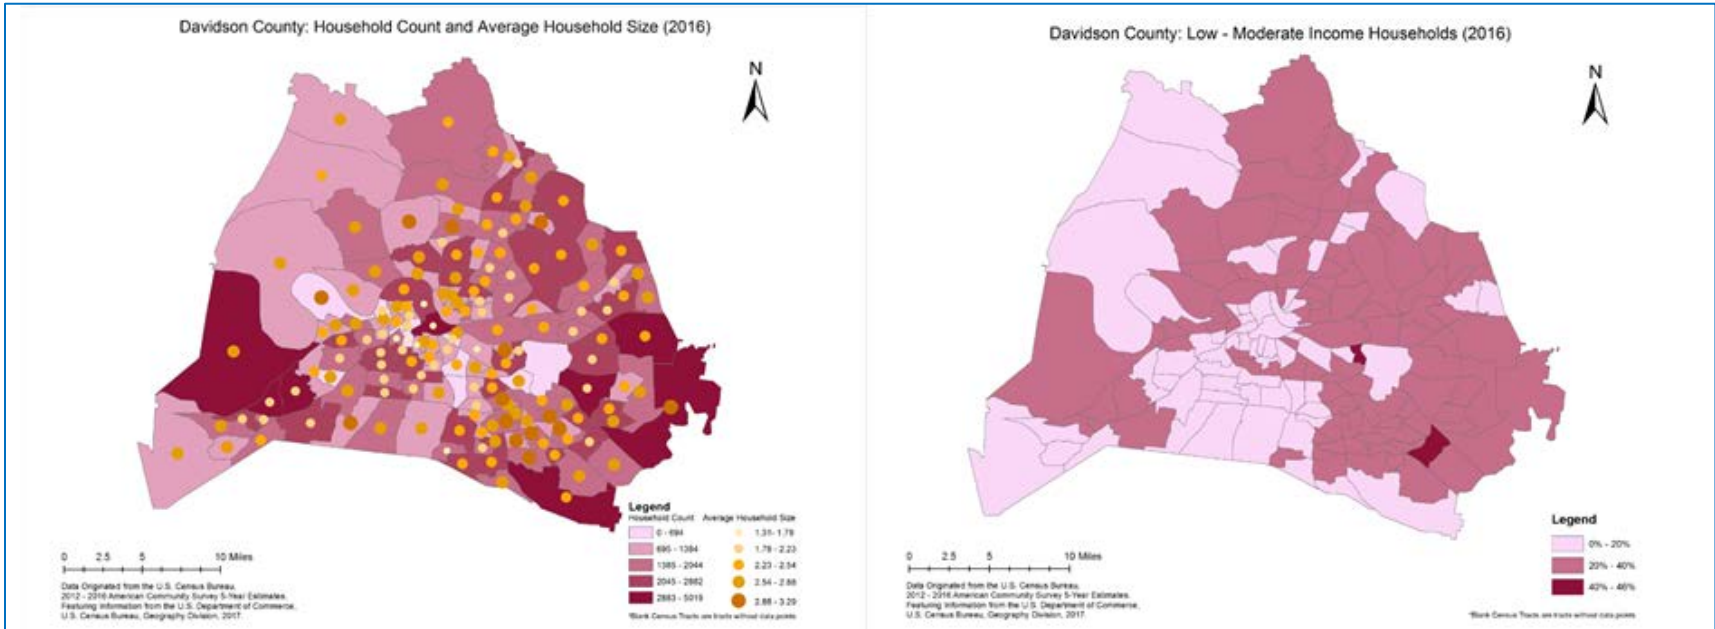 Davidson County: Household Count and Average Household Size (2016)
N
Legend
Household Count Average Household Size
0 - 694 1.31- 1.78
695 - 1384 1.78 - 2.23
1385 - 2044 2.23 - 2.54
2045 - 2882 2.54 - 2.88
2883 - 5019 2.88 - 3.29
0 2.5 5 10 Miles
Data Originated from the U.S. Census Bureau,
2012 - 2016 American Community Survey 5-Year Estimates.
Featuring Information from the U.S. Department of Commerce,
U.S. Census Bureau, Geography Division, 2017.
*Blank Census Tracts are tracts without data points
Davidson County: Low - Moderate Income Households (2016)
N
Legend
0% - 20%
20% - 40%
40% - 46%
0 2.5 5 10 Miles
Data Originated from the U.S. Census Bureau,
2012 - 2016 American Community Survey 5-Year Estimates.
Featuring Information from the U.S. Department of Commerce,
U.S. Census Bureau, Geography Division, 2017.
*Blank Census Tracts are tracts without data points